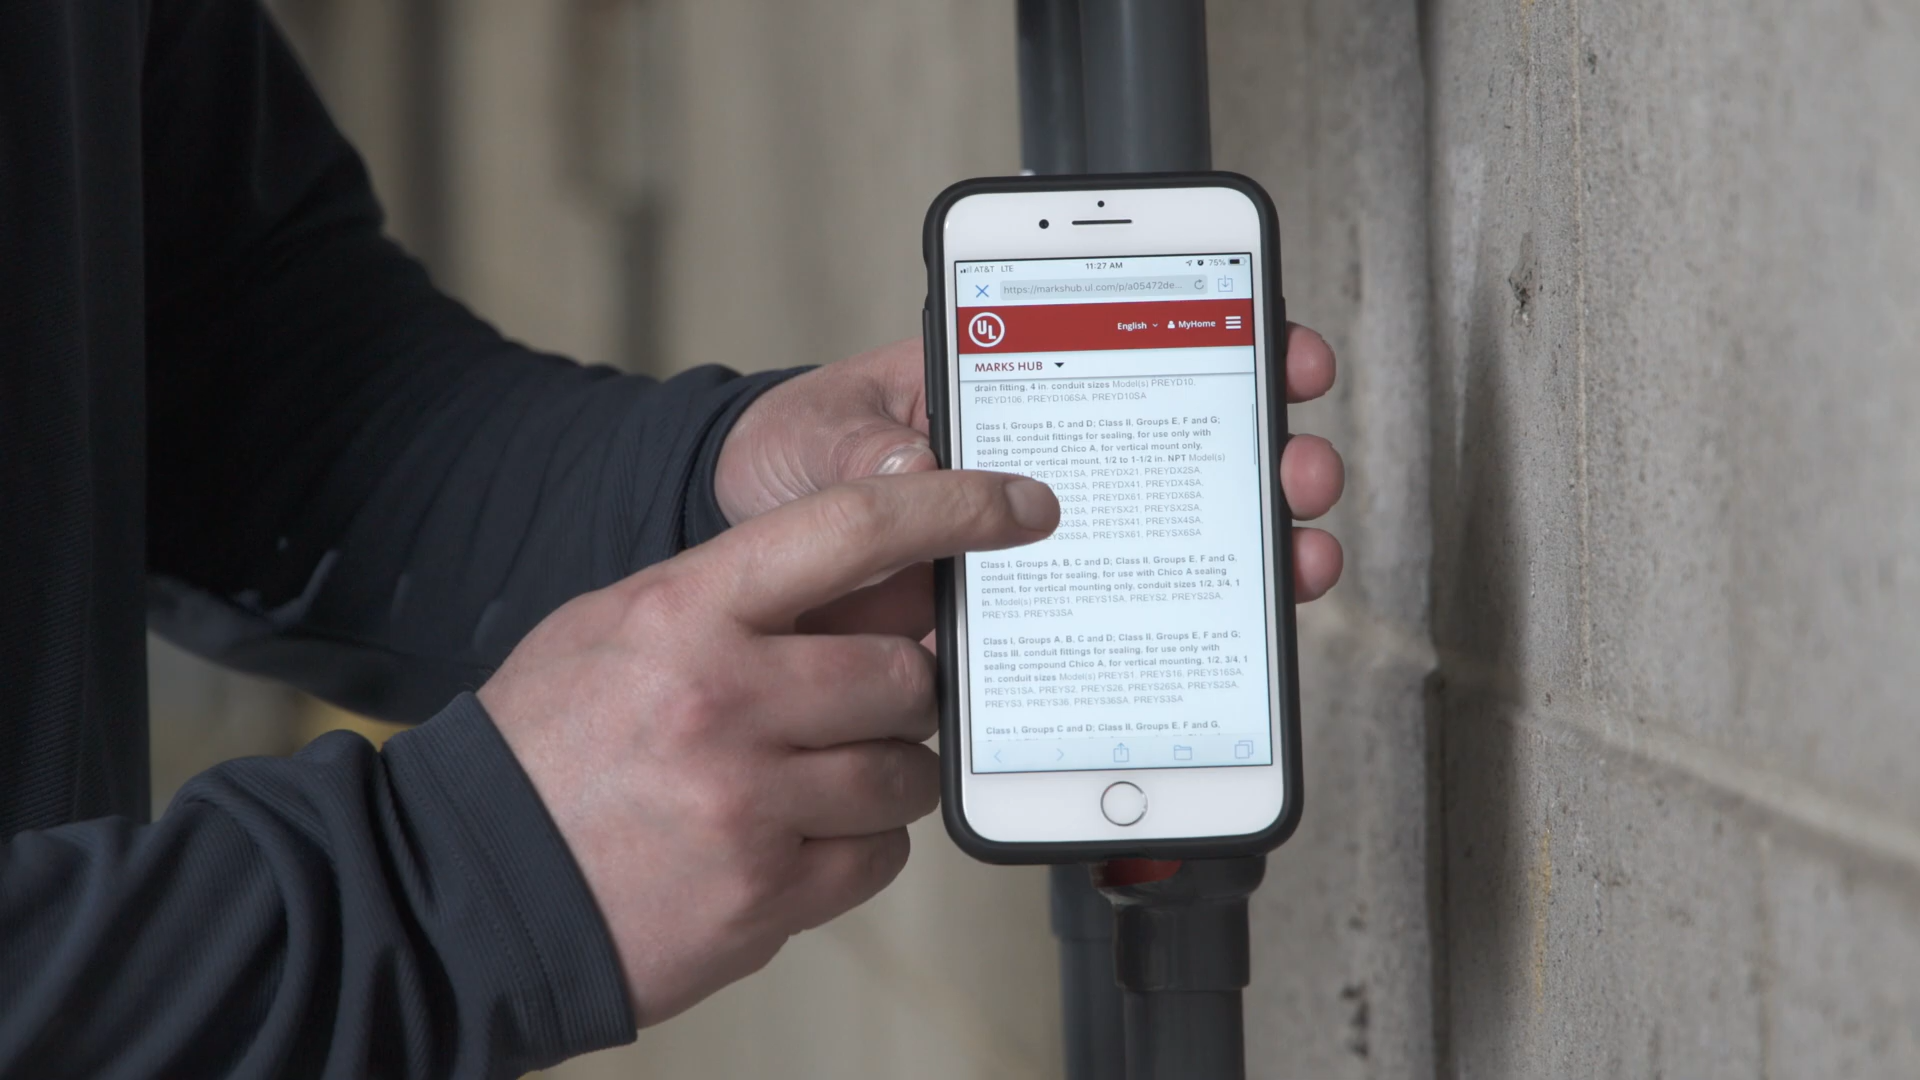 AT&T LTE
11:27 AM
75%
https://markshub.ul.com/p/a05472de...
UL
English
MyHome
MARKS HUB
drain fitting, 4 in. conduit sizes Model(s) PREYD10,
PREYD106, PREYD106SA, PREYD10SA
Class I, Groups B, C and D; Class II, Groups E, F and G;
Class III, conduit fittings for sealing, for use only with
sealing compound Chico A, for vertical mount only,
horizontal or vertical mount, 1/2 to 1-1/2 in. NPT Model(s)
PREYDX1SA, PREYDX21, PREYDX2SA,
YDX3SA, PREYDX41, PREYDX4SA,
DX5SA, PREYDX61, PREYDX6SA,
X1SA, PREYSX21, PREYSX2SA,
SX3SA, PREYSX41, PREYSX4SA,
EYSX5SA, PREYSX61, PREYSX6SA
Class I, Groups A, B, C and D; Class II, Groups E, F and G,
conduit fittings for sealing, for use with Chico A sealing
cement, for vertical mounting only, conduit sizes 1/2, 3/4, 1
in. Model(s) PREYS1, PREYS1SA, PREYS2, PREYS2SA,
PREYS3, PREYS3SA
Class I, Groups A, B, C and D; Class II, Groups E, F and G;
Class III, conduit fittings for sealing, for use only with
sealing compound Chico A, for vertical mounting, 1/2, 3/4, 1
in. conduit sizes Model(s) PREYS1, PREYS16, PREYS16SA,
PREYS1SA, PREYS2, PREYS26, PREYS26SA, PREYS2SA,
PREYS3, PREYS36, PREYS36SA, PREYS3SA
Class I, Groups C and D; Class II, Groups E, F and G,